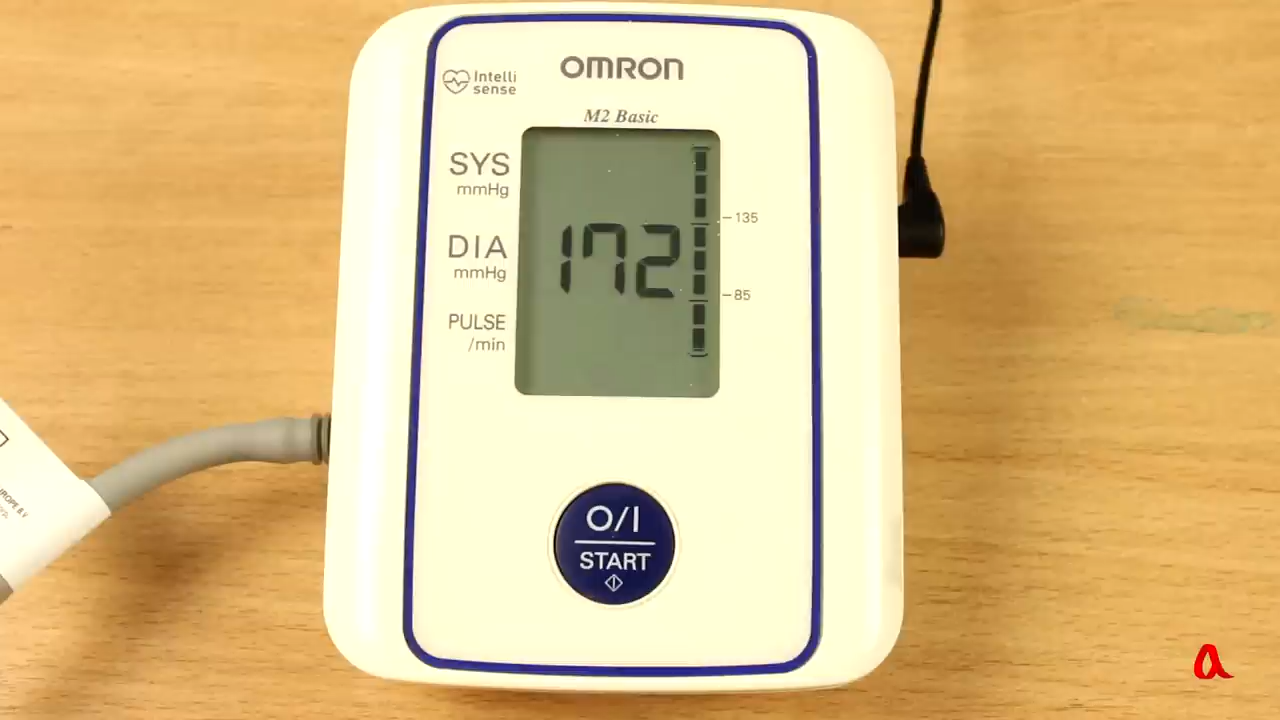 OMRON
Intelli
sense
M2 Basic
SYS
mmHg
135
DIA
mmHg
172
85
PULSE
/min
O/I
START
a